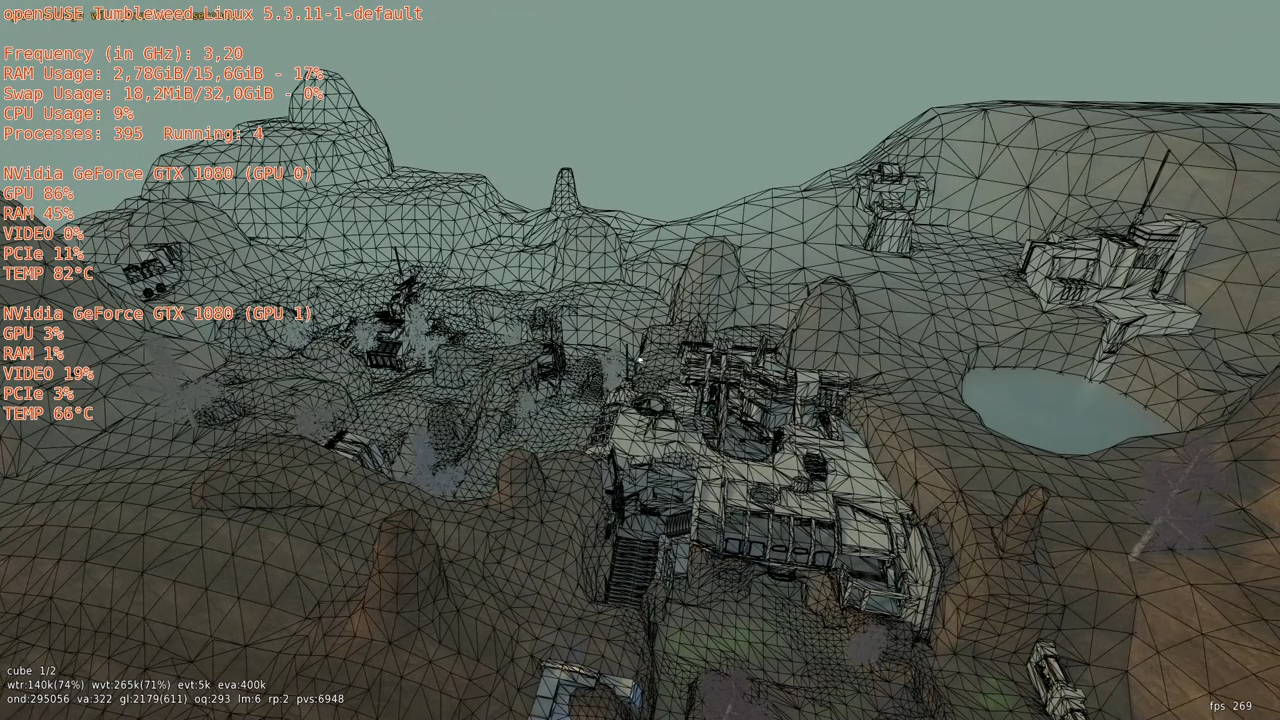 openSUSE Tumbleweed Linux 5.3.11-1-default
Frequency (in GHz): 3,20
RAM Usage: 2,78GiB/15,6GiB - 17%
Swap Usage: 18,2MiB/32,0GiB - 0%
CPU Usage: 9%
Processes: 395  Running: 4
NVidia GeForce GTX 1080 (GPU 0)
GPU 86%
RAM 45%
VIDEO 0%
PCIe 11%
TEMP 82°C
NVidia GeForce GTX 1080 (GPU 1)
GPU 3%
RAM 1%
VIDEO 19%
PCIe 3%
TEMP 66°C
cube 1/2
wtr:140k(74%) wvt:265k(71%) evt:5k eva:400k
ond:295056 va:322 gl:2179(611) oq:293 lm:6 rp:2 pvs:6948
fps 269